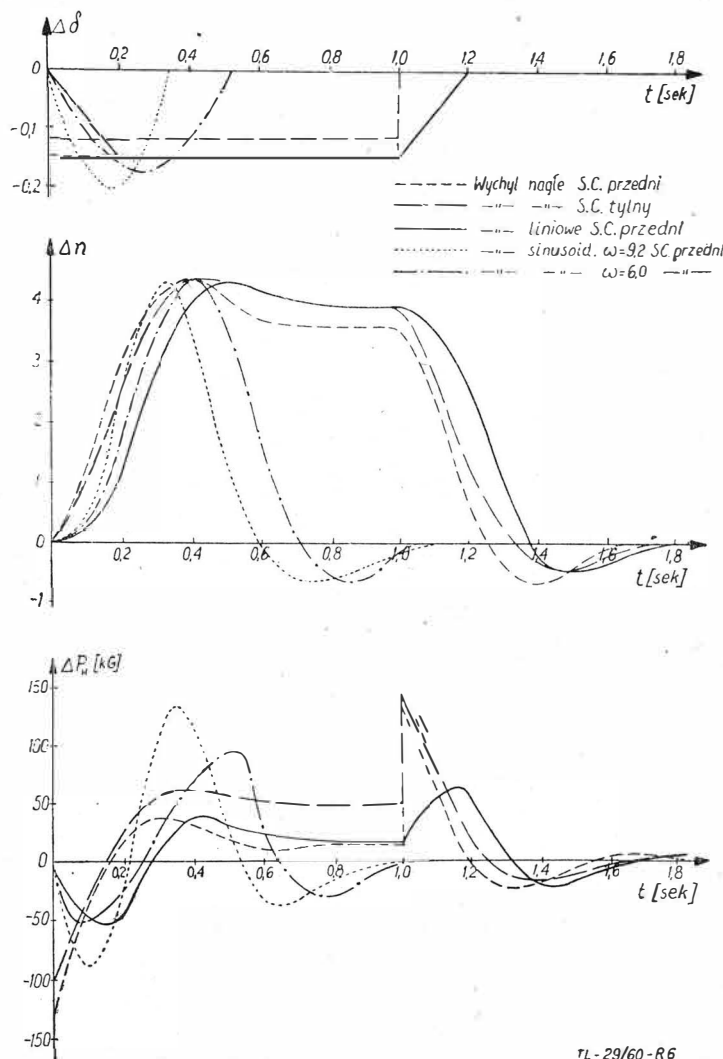 Δδ
0 0,2 0,4 0,6 0,8 1,0 1,2 1,4 1,6 1,8
t [sek]
-0,1
-0,2
Wychyl nagłe S.C. przedni
—"— —"— S.C. tylny
—"— liniowe S.C. przedni
—"— sinusoid. ω=9,2 S.C. przedni
—"— —"— ω=6,0 —"—
Δn
4
0
-1
0,2 0,4 0,6 0,8 1,0 1,2 1,4 1,6 1,8
t [sek]
ΔP_H [kG]
150
100
50
0
-50
-100
-150
0,2 0,4 0,6 0,8 1,0 1,2 1,4 1,6 1,8
t [sek]
TL-29/60-R6